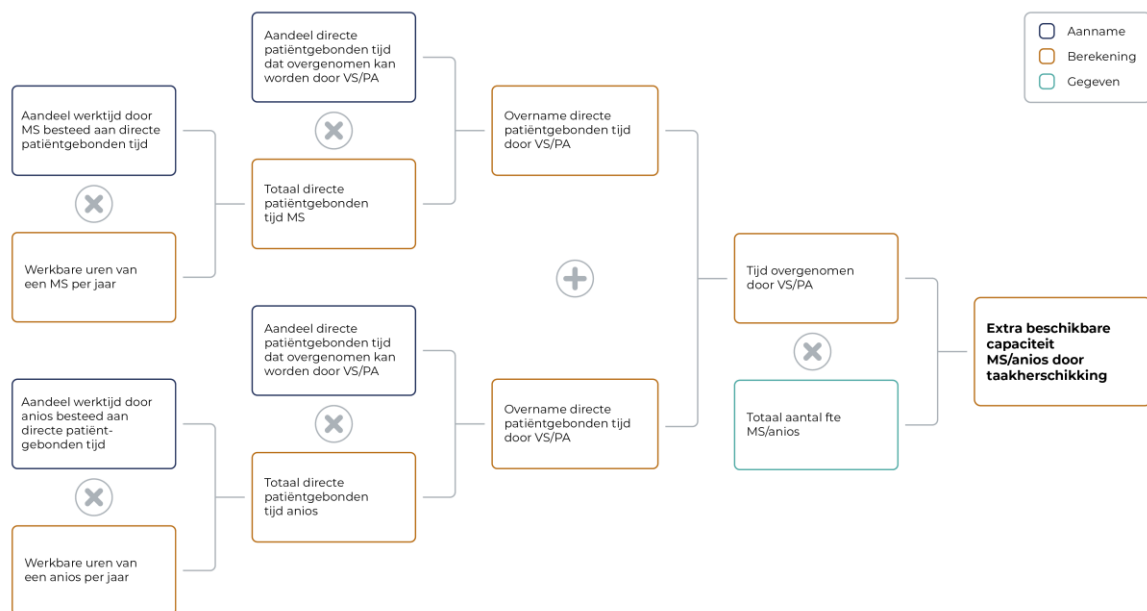 Aanname
Berekening
Gegeven
Aandeel werktijd door
MS besteed aan directe
patiëntgebonden tijd
Werkbare uren van
een MS per jaar
Aandeel directe
patiëntgebonden tijd
dat overgenomen kan
worden door VS/PA
Totaal directe
patiëntgebonden
tijd MS
Overname directe
patiëntgebonden tijd
door VS/PA
Aandeel werktijd door
anios besteed aan
directe patiënt-
gebonden tijd
Werkbare uren van
een anios per jaar
Aandeel directe
patiëntgebonden tijd
dat overgenomen kan
worden door VS/PA
Totaal directe
patiëntgebonden
tijd anios
Overname directe
patiëntgebonden tijd
door VS/PA
Tijd overgenomen
door VS/PA
Totaal aantal fte
MS/anios
Extra beschikbare
capaciteit
MS/anios door
taakherschikking